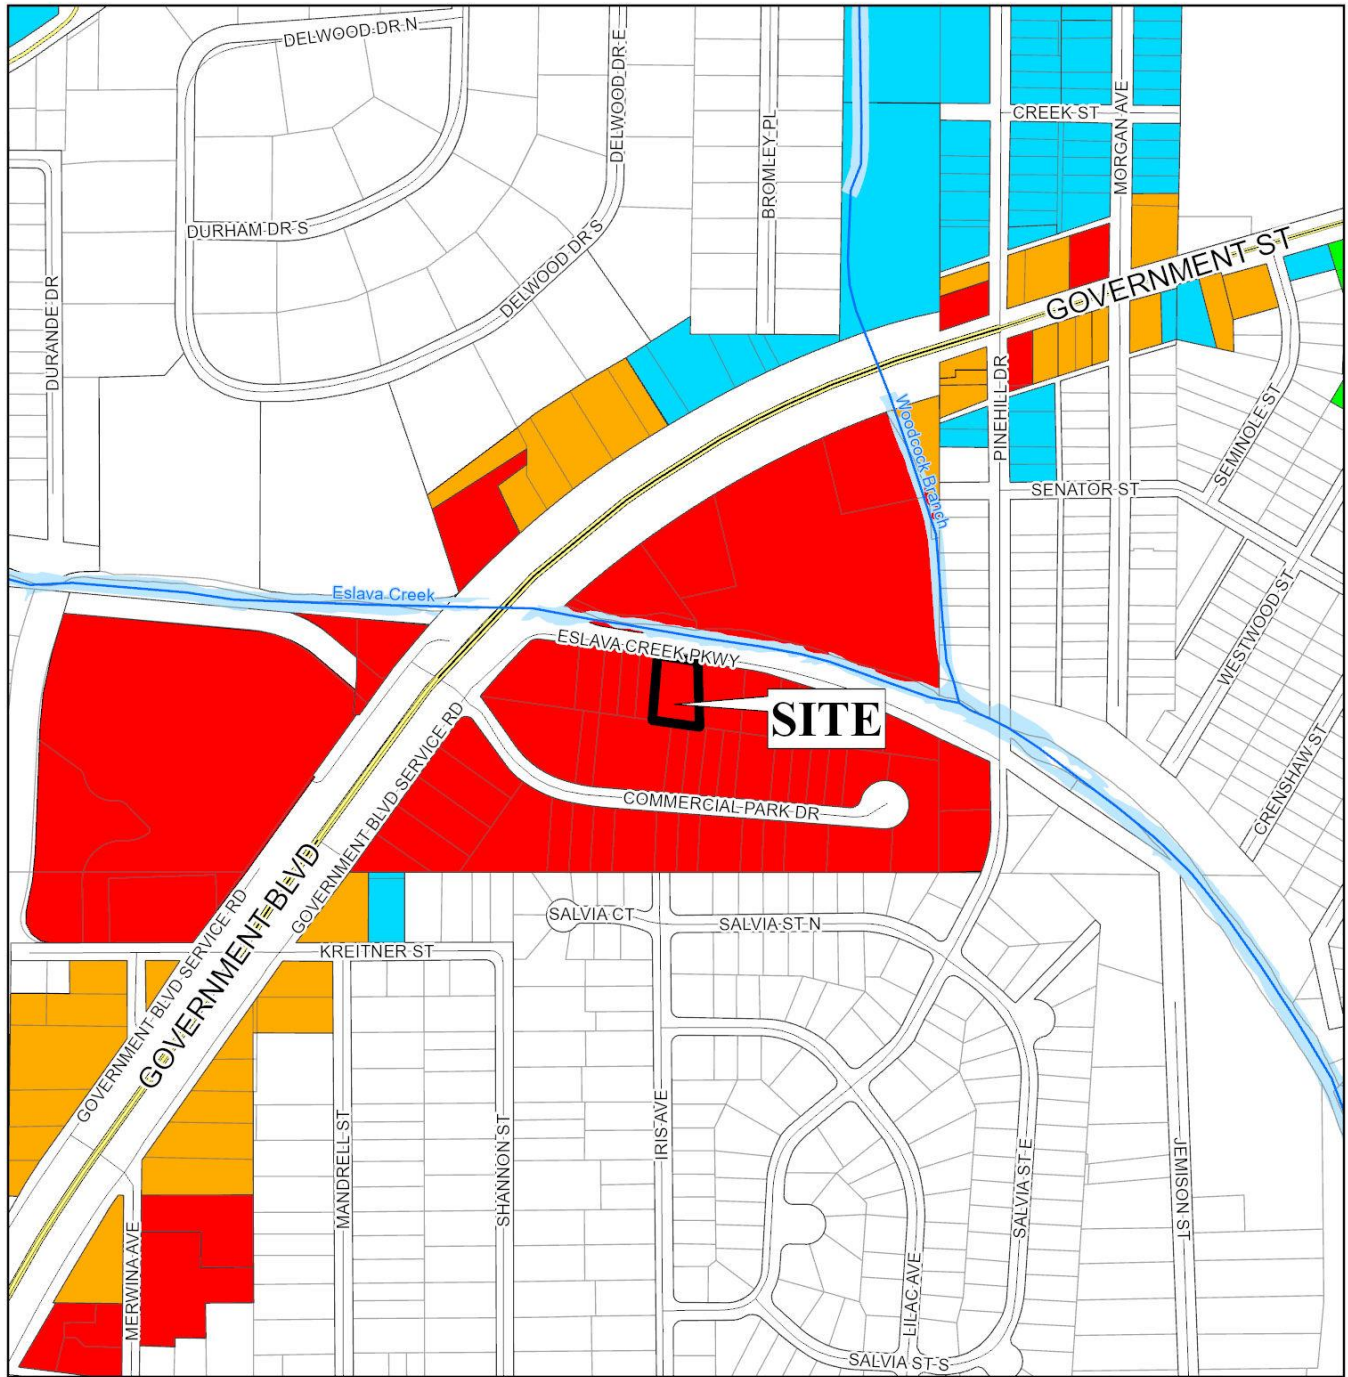 DELWOOD DR N
DELWOOD DR E
BROMLEY PL
CREEK ST
MORGAN AVE
DURHAM DR S
DELWOOD DR S
DURANDE DR
GOVERNMENT ST
PINEHILL DR
SEMINOLE ST
Woodcock Branch
SENATOR ST
WESTWOOD ST
Eslava Creek
ESLAVA CREEK PKWY
SITE
CRENSHAW ST
COMMERCIAL PARK DR
GOVERNMENT BLVD SERVICE RD
GOVERNMENT BLVD
GOVERNMENT BLVD SERVICE RD
SALVIA CT
SALVIA ST N
KREITNER ST
IRIS AVE
MANDRELL ST
SHANNON ST
SALVIA ST E
JEMISON ST
MERWINA AVE
LILAC AVE
SALVIA ST S